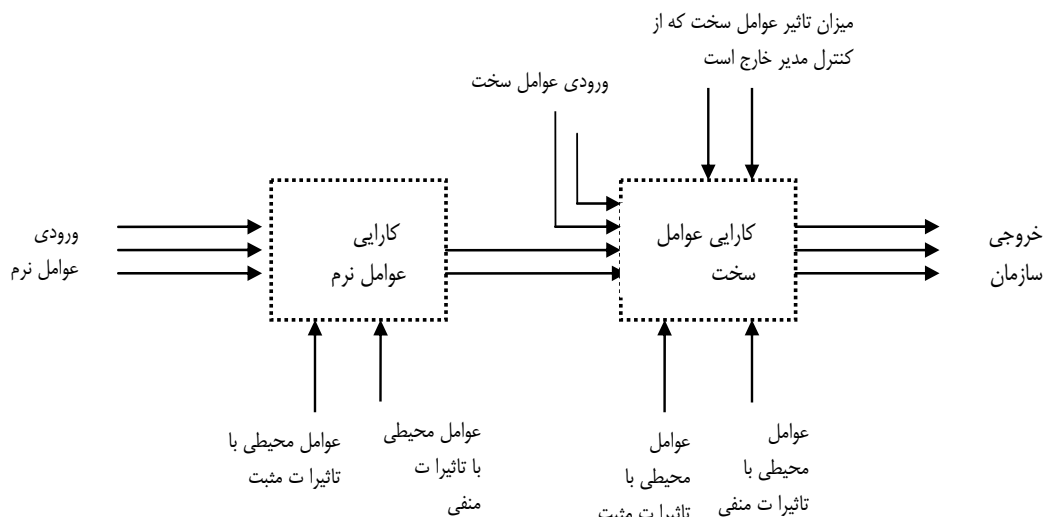 میزان تاثیر عوامل سخت که از
کنترل مدیر خارج است
ورودی عوامل سخت
ورودی
عوامل نرم
کارایی
عوامل نرم
کارایی عوامل
سخت
خروجی
سازمان
عوامل محیطی با
تاثیرا ت مثبت
عوامل محیطی
با تاثیرا ت
منفی
عوامل
محیطی با
تاثیرا ت مثبت
عوامل
محیطی با
تاثیرا ت منفی